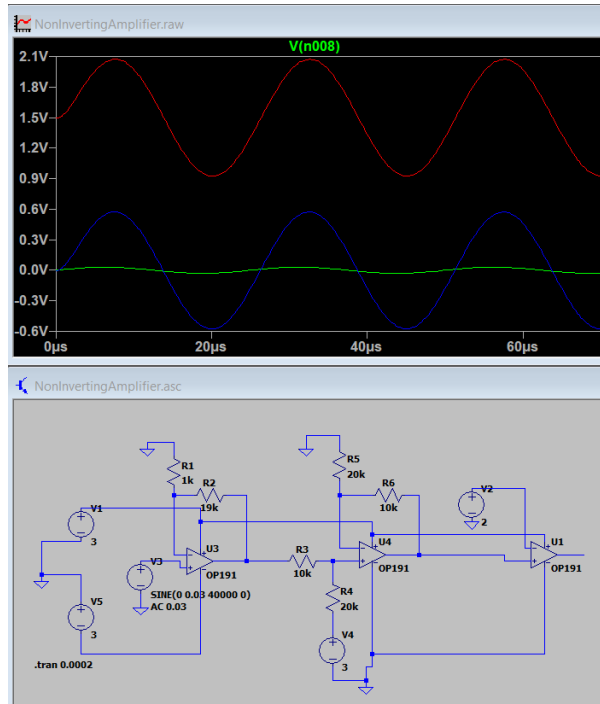 NonInvertingAmplifier.raw
V(n008)
2.1V
1.8V
1.5V
1.2V
0.9V
0.6V
0.3V
0.0V
-0.3V
-0.6V
0µs 20µs 40µs 60µs
NonInvertingAmplifier.asc
R1
1k
R2
19k
R5
20k
R6
10k
V2
2
V1
3
U3
OP191
V3
SINE(0 0.03 40000 0)
AC 0.03
R3
10k
U4
OP191
U1
OP191
R4
20k
V5
3
V4
3
.tran 0.0002